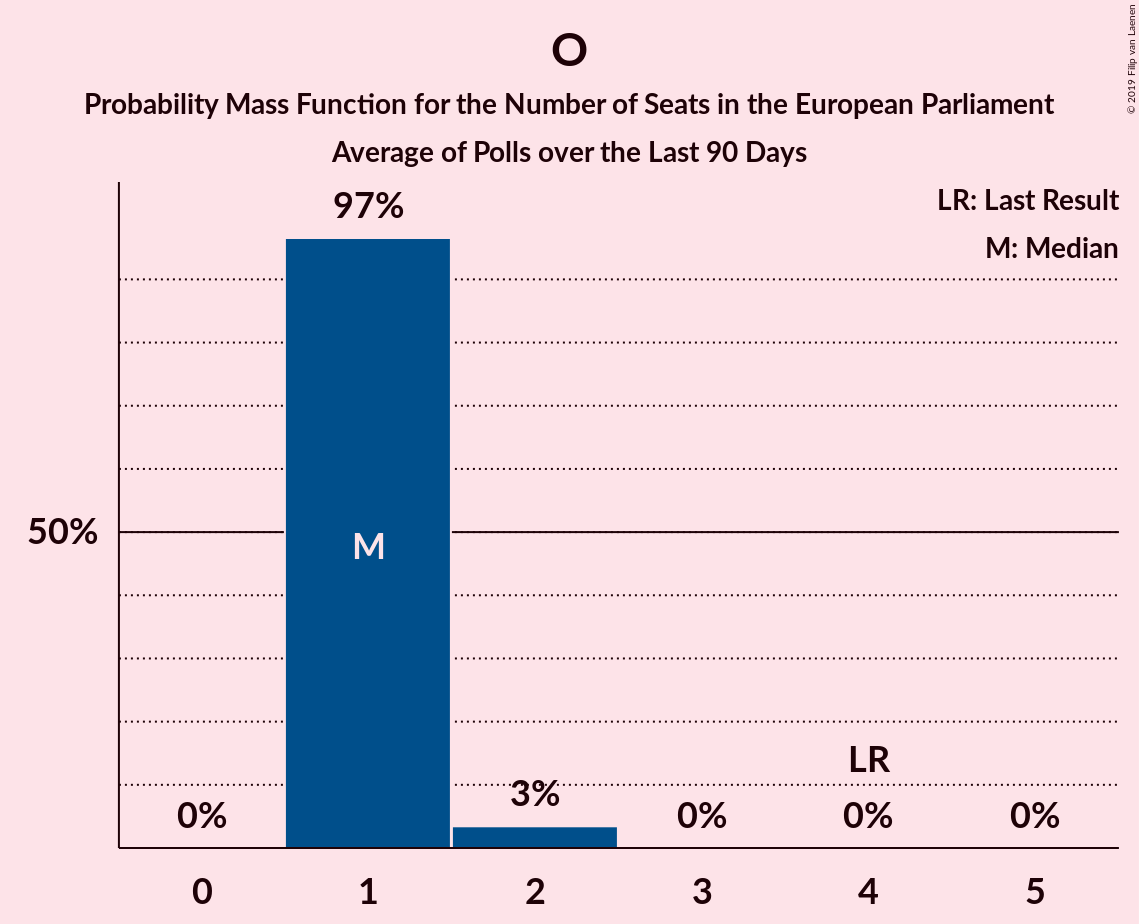 O
Probability Mass Function for the Number of Seats in the European Parliament
Average of Polls over the Last 90 Days
© 2019 Filip van Laenen
LR: Last Result
M: Median
97%
50%
M
LR
0%
3%
0%
0%
0%
0 1 2 3 4 5